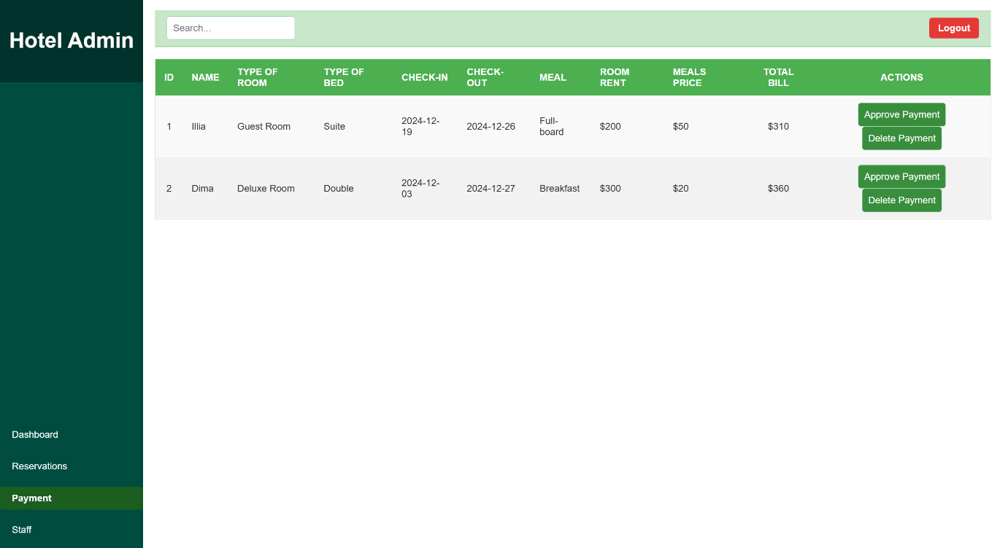 Hotel Admin
Search...
Logout
ID NAME TYPE OF ROOM TYPE OF BED CHECK-IN CHECK-OUT MEAL ROOM RENT MEALS PRICE TOTAL BILL ACTIONS
1 Illia Guest Room Suite 2024-12-19 2024-12-26 Full-board $200 $50 $310 Approve Payment
Delete Payment
2 Dima Deluxe Room Double 2024-12-03 2024-12-27 Breakfast $300 $20 $360 Approve Payment
Delete Payment
Dashboard
Reservations
Payment
Staff